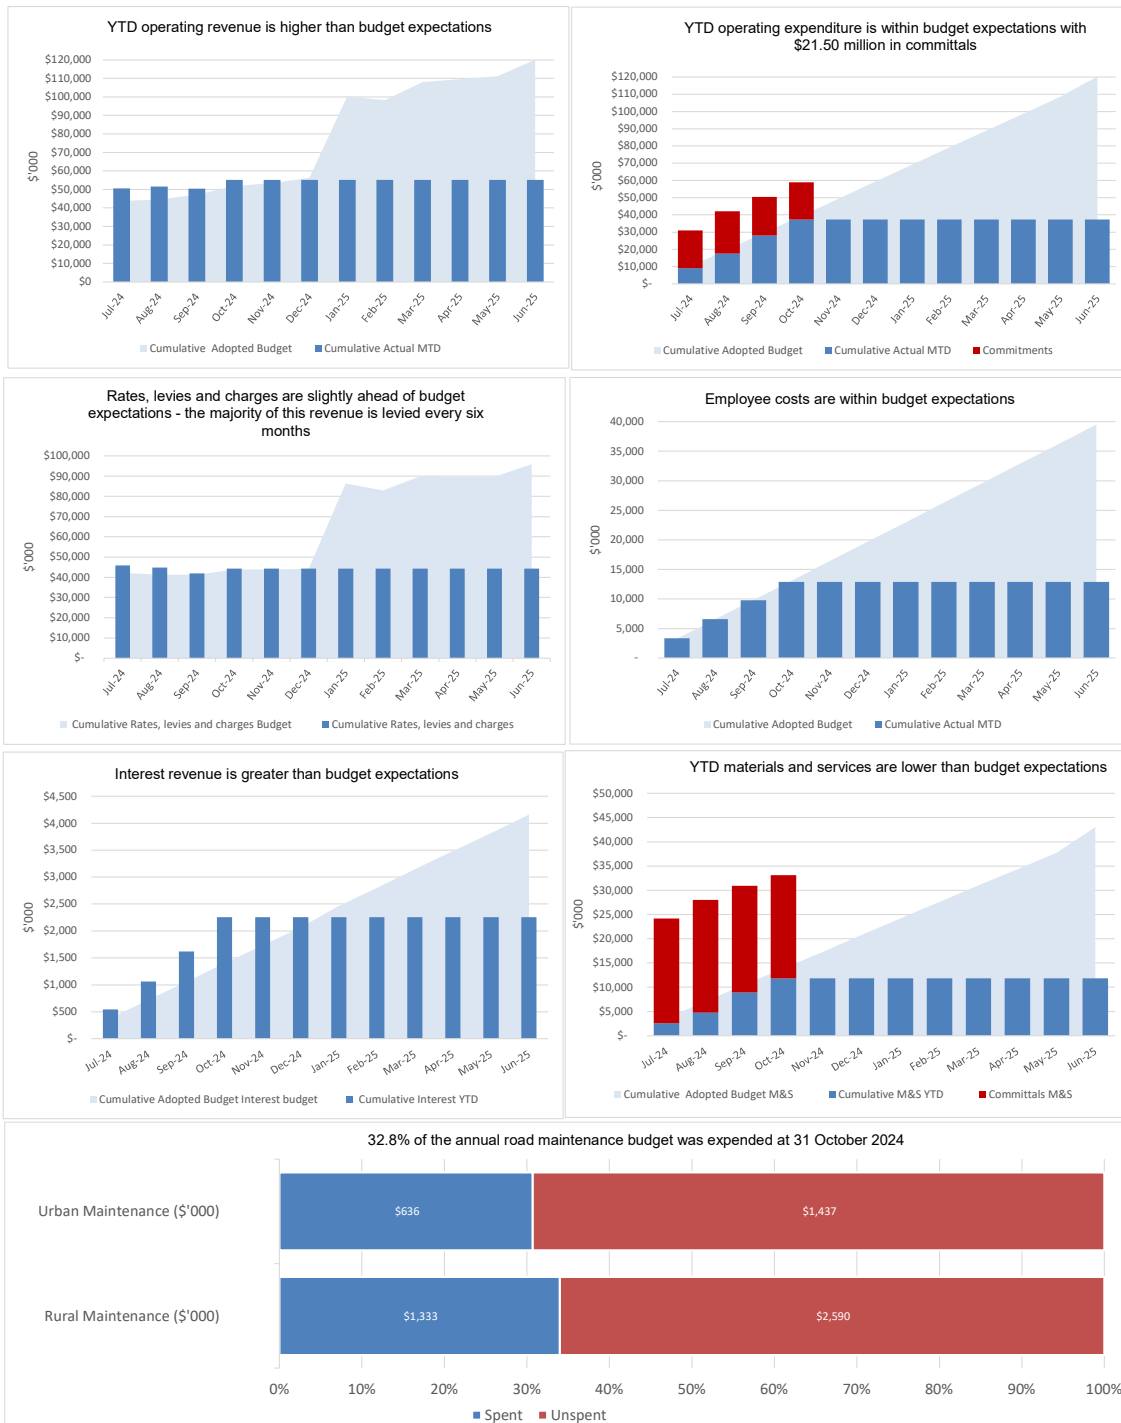 YTD operating revenue is higher than budget expectations
$120,000
$110,000
$100,000
$90,000
$80,000
$70,000
$60,000
$50,000
$40,000
$30,000
$20,000
$10,000
$0
$'000
Jul-24 Aug-24 Sep-24 Oct-24 Nov-24 Dec-24 Jan-25 Feb-25 Mar-25 Apr-25 May-25 Jun-25
Cumulative Adopted Budget Cumulative Actual MTD
YTD operating expenditure is within budget expectations with
$21.50 million in committals
$120,000
$110,000
$100,000
$90,000
$80,000
$70,000
$60,000
$50,000
$40,000
$30,000
$20,000
$10,000
$-
$'000
Jul-24 Aug-24 Sep-24 Oct-24 Nov-24 Dec-24 Jan-25 Feb-25 Mar-25 Apr-25 May-25 Jun-25
Cumulative Adopted Budget Cumulative Actual MTD Commitments
Rates, levies and charges are slightly ahead of budget
expectations - the majority of this revenue is levied every six
months
$100,000
$90,000
$80,000
$70,000
$60,000
$50,000
$40,000
$30,000
$20,000
$10,000
$-
$'000
Jul-24 Aug-24 Sep-24 Oct-24 Nov-24 Dec-24 Jan-25 Feb-25 Mar-25 Apr-25 May-25 Jun-25
Cumulative Rates, levies and charges Budget Cumulative Rates, levies and charges
Employee costs are within budget expectations
40,000
35,000
30,000
25,000
20,000
15,000
10,000
5,000
-
$'000
Jul-24 Aug-24 Sep-24 Oct-24 Nov-24 Dec-24 Jan-25 Feb-25 Mar-25 Apr-25 May-25 Jun-25
Cumulative Adopted Budget Cumulative Actual MTD
Interest revenue is greater than budget expectations
$4,500
$4,000
$3,500
$3,000
$2,500
$2,000
$1,500
$1,000
$500
$-
$'000
Jul-24 Aug-24 Sep-24 Oct-24 Nov-24 Dec-24 Jan-25 Feb-25 Mar-25 Apr-25 May-25 Jun-25
Cumulative Adopted Budget Interest budget Cumulative Interest YTD
YTD materials and services are lower than budget expectations
$50,000
$45,000
$40,000
$35,000
$30,000
$25,000
$20,000
$15,000
$10,000
$5,000
$-
$'000
Jul-24 Aug-24 Sep-24 Oct-24 Nov-24 Dec-24 Jan-25 Feb-25 Mar-25 Apr-25 May-25 Jun-25
Cumulative Adopted Budget M&S Cumulative M&S YTD Committals M&S
32.8% of the annual road maintenance budget was expended at 31 October 2024
Urban Maintenance ($'000) $636 $1,437
Rural Maintenance ($'000) $1,333 $2,590
0% 10% 20% 30% 40% 50% 60% 70% 80% 90% 100%
Spent Unspent